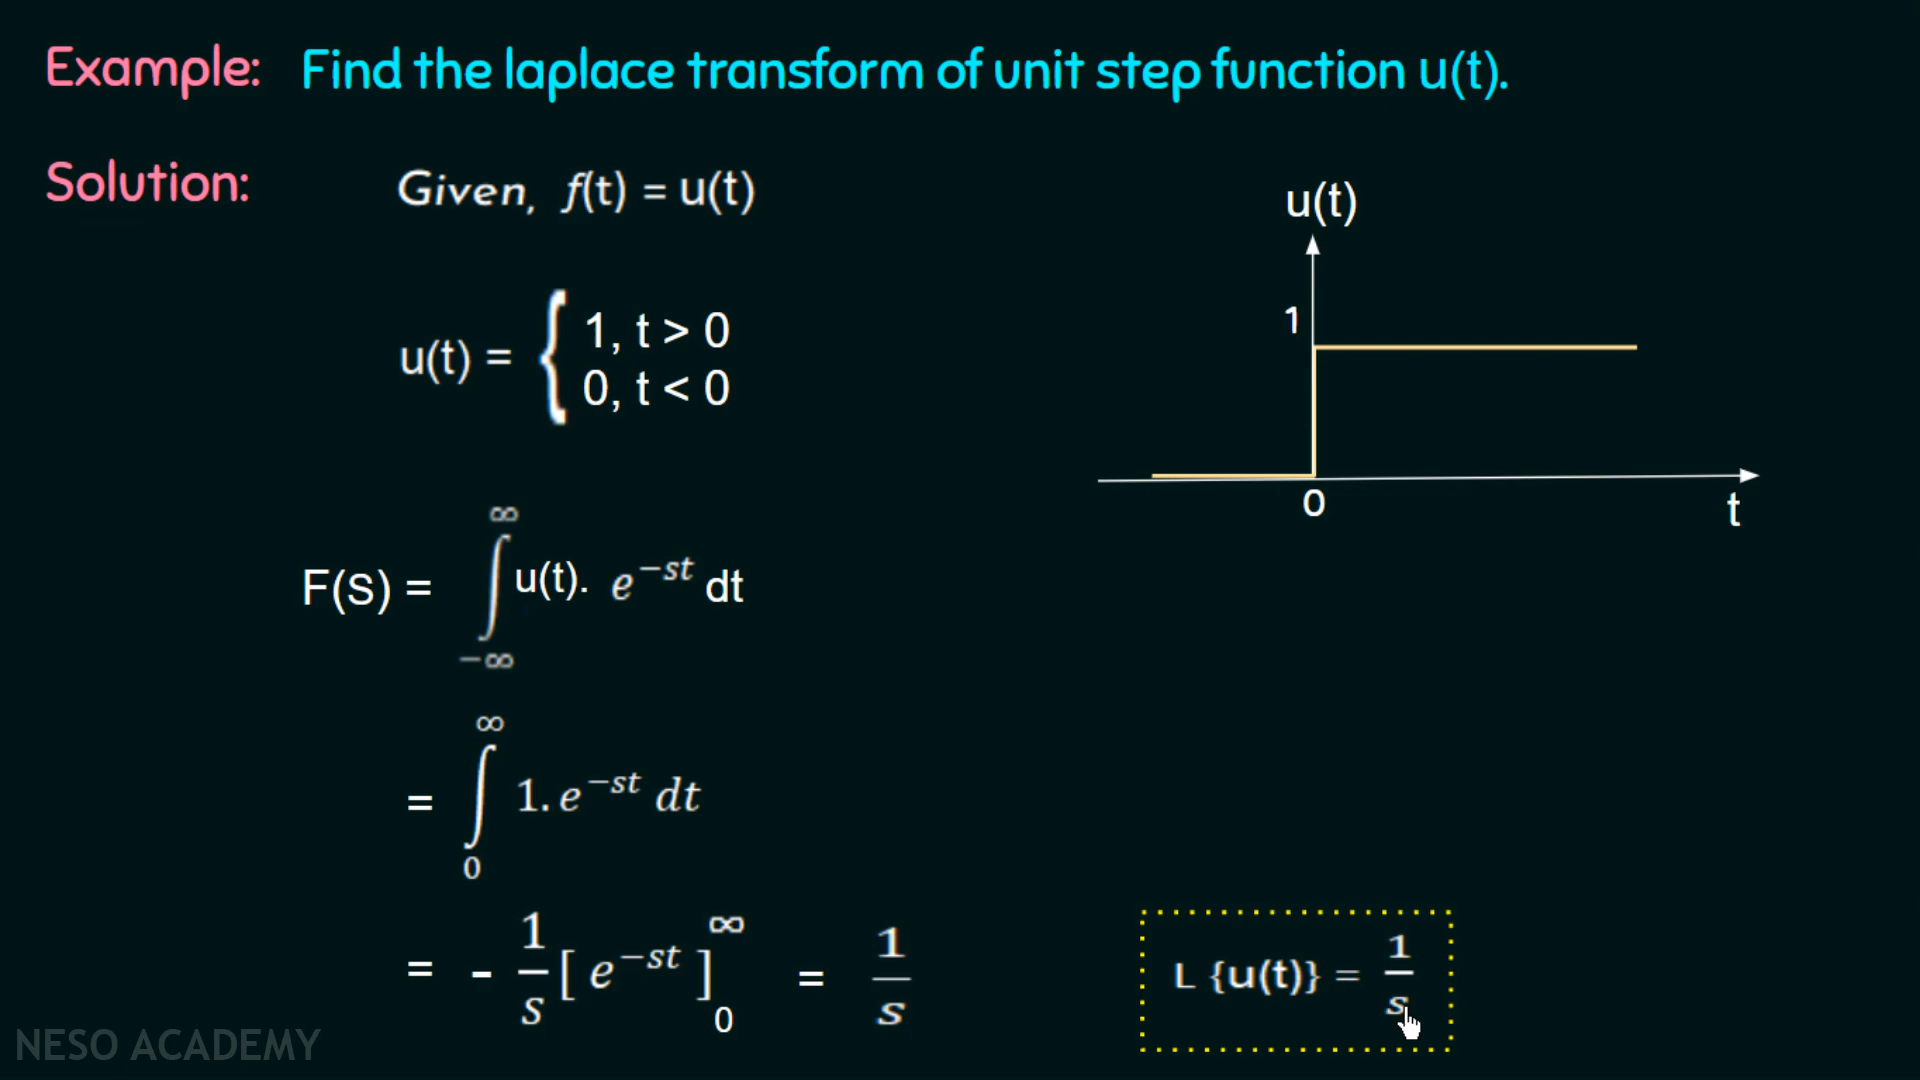 Example: Find the laplace transform of unit step function u(t).
Solution: Given, f(t) = u(t)
u(t) = { 1, t > 0
0, t < 0
u(t)
1
0
t
F(S) = ∫_{-∞}^{∞} u(t). e^{-st} dt
= ∫_{0}^{∞} 1. e^{-st} dt
= - 1/s [ e^{-st} ]_{0}^{∞} = 1/s
L {u(t)} = 1/s
NESO ACADEMY